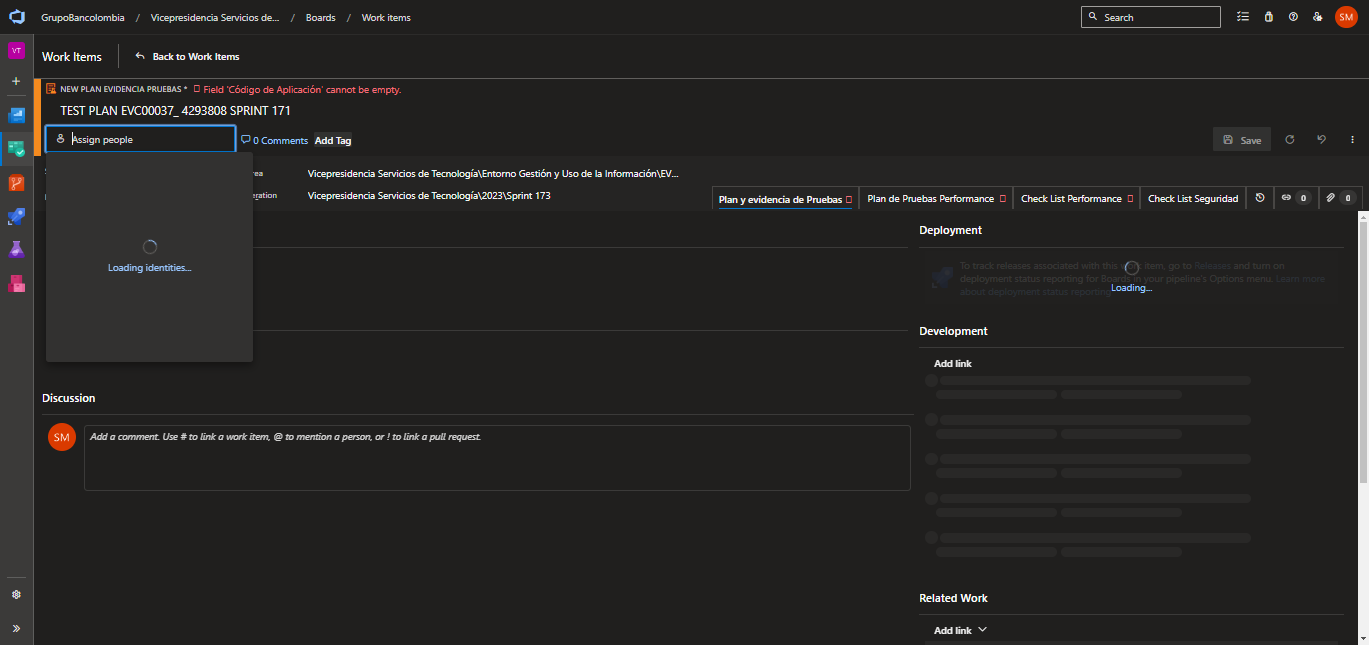 GrupoBancolombia / Vicepresidencia Servicios de... / Boards / Work items
Search
SM
VT
Work Items
Back to Work Items
NEW PLAN EVIDENCIA PRUEBAS * Field 'Código de Aplicación' cannot be empty.
TEST PLAN EVC00037_ 4293808 SPRINT 171
Assign people
0 Comments
Add Tag
Save
rea
Vicepresidencia Servicios de Tecnología\Entorno Gestión y Uso de la Información\EV...
eration
Vicepresidencia Servicios de Tecnología\2023\Sprint 173
Plan y evidencia de Pruebas
Plan de Pruebas Performance
Check List Performance
Check List Seguridad
0
0
Loading identities...
Deployment
To track releases associated with this work item, go to Releases and turn on
deployment status reporting for Boards in your pipeline's Options menu. Learn more
about deployment status reporting
Loading...
Development
Add link
Discussion
SM
Add a comment. Use # to link a work item, @ to mention a person, or ! to link a pull request.
Related Work
Add link